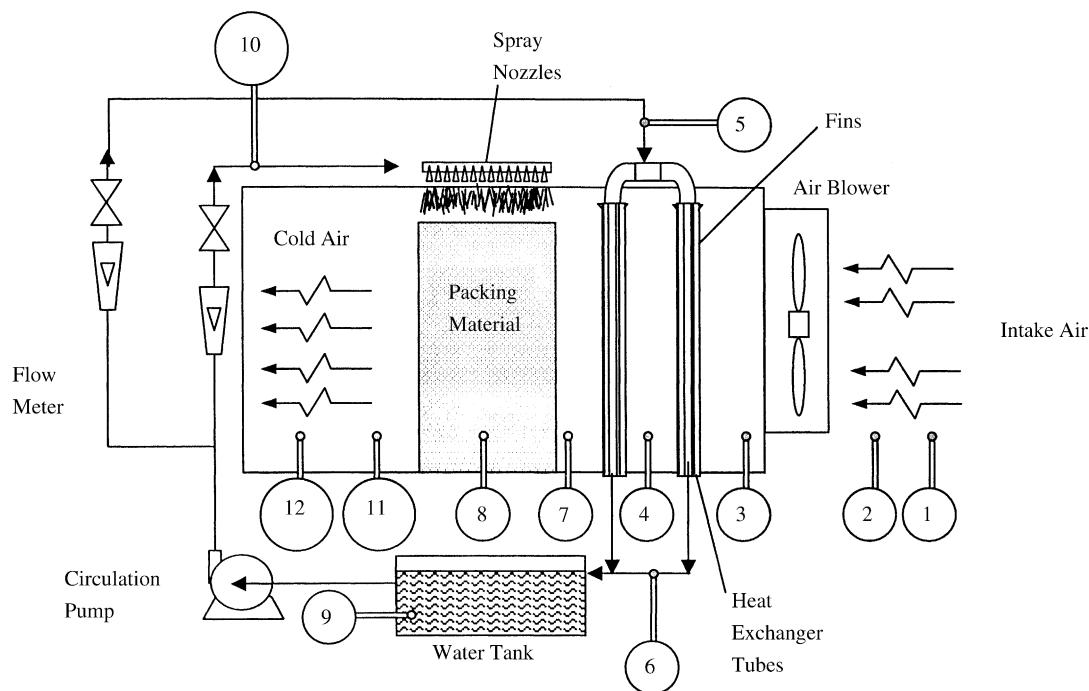 10
Spray
Nozzles
5
Fins
Air Blower
Cold Air
Packing
Material
Intake Air
Flow
Meter
12
11
8
7
4
3
2
1
Circulation
Pump
9
Water Tank
6
Heat
Exchanger
Tubes